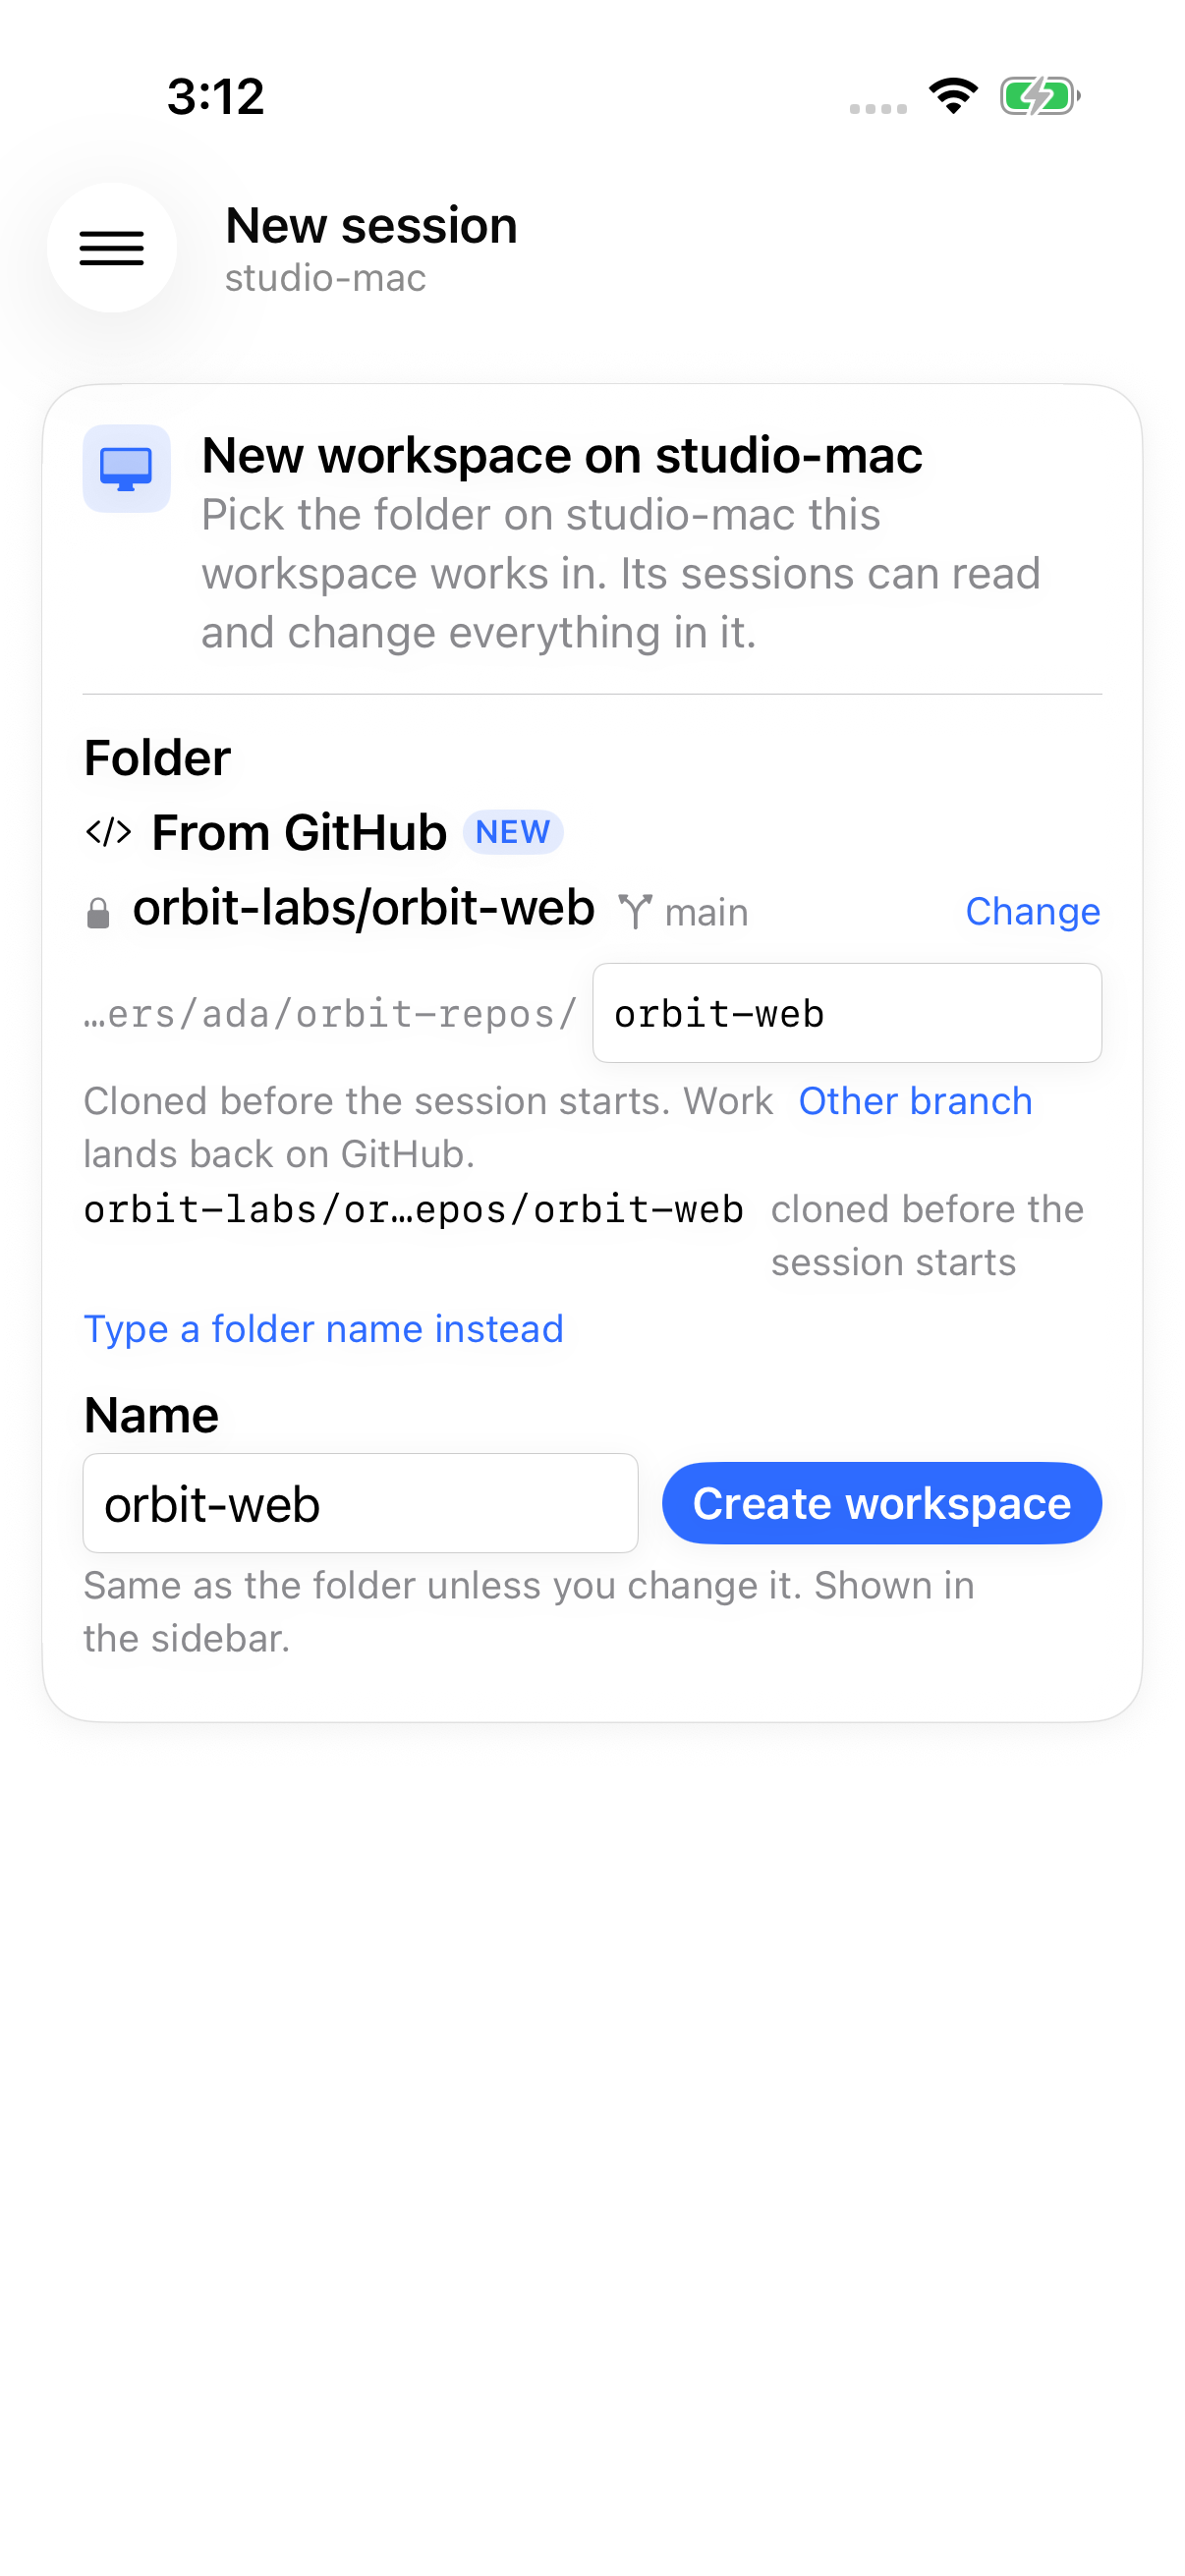 3:12
New session
studio-mac
New workspace on studio-mac
Pick the folder on studio-mac this
workspace works in. Its sessions can read
and change everything in it.
Folder
</> From GitHub NEW
orbit-labs/orbit-web main Change
…ers/ada/orbit-repos/ orbit-web
Cloned before the session starts. Work Other branch
lands back on GitHub.
orbit-labs/or…epos/orbit-web cloned before the
session starts
Type a folder name instead
Name
orbit-web Create workspace
Same as the folder unless you change it. Shown in
the sidebar.